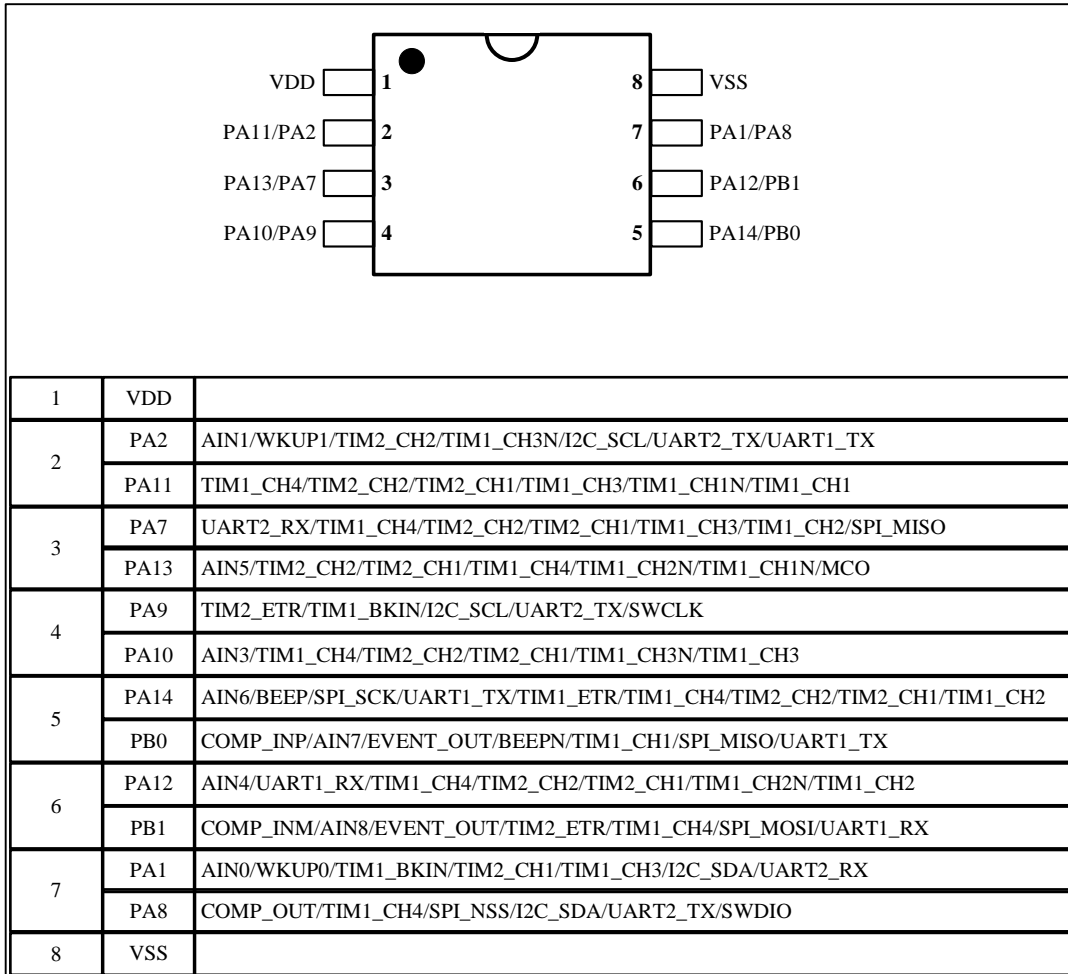 VDD 1 8 VSS
PA11/PA2 2 7 PA1/PA8
PA13/PA7 3 6 PA12/PB1
PA10/PA9 4 5 PA14/PB0
1 VDD
2 PA2 AIN1/WKUP1/TIM2_CH2/TIM1_CH3N/I2C_SCL/UART2_TX/UART1_TX
PA11 TIM1_CH4/TIM2_CH2/TIM2_CH1/TIM1_CH3/TIM1_CH1N/TIM1_CH1
3 PA7 UART2_RX/TIM1_CH4/TIM2_CH2/TIM2_CH1/TIM1_CH3/TIM1_CH2/SPI_MISO
PA13 AIN5/TIM2_CH2/TIM2_CH1/TIM1_CH4/TIM1_CH2N/TIM1_CH1N/MCO
4 PA9 TIM2_ETR/TIM1_BKIN/I2C_SCL/UART2_TX/SWCLK
PA10 AIN3/TIM1_CH4/TIM2_CH2/TIM2_CH1/TIM1_CH3N/TIM1_CH3
5 PA14 AIN6/BEEP/SPI_SCK/UART1_TX/TIM1_ETR/TIM1_CH4/TIM2_CH2/TIM2_CH1/TIM1_CH2
PB0 COMP_INP/AIN7/EVENT_OUT/BEEPN/TIM1_CH1/SPI_MISO/UART1_TX
6 PA12 AIN4/UART1_RX/TIM1_CH4/TIM2_CH2/TIM2_CH1/TIM1_CH2N/TIM1_CH2
PB1 COMP_INM/AIN8/EVENT_OUT/TIM2_ETR/TIM1_CH4/SPI_MOSI/UART1_RX
7 PA1 AIN0/WKUP0/TIM1_BKIN/TIM2_CH1/TIM1_CH3/I2C_SDA/UART2_RX
PA8 COMP_OUT/TIM1_CH4/SPI_NSS/I2C_SDA/UART2_TX/SWDIO
8 VSS